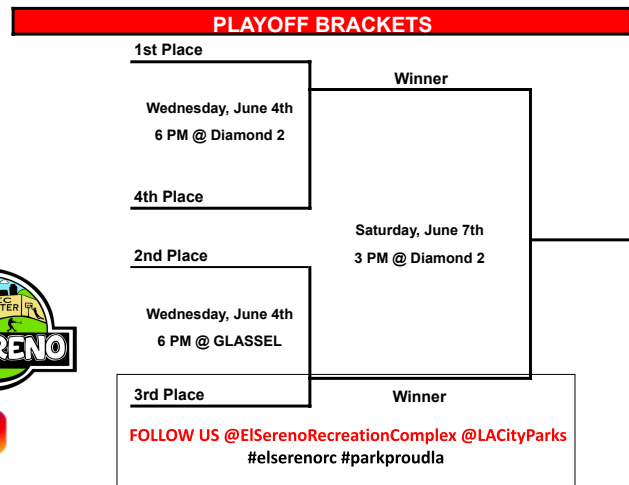 PLAYOFF BRACKETS
1st Place
Winner
Wednesday, June 4th
6 PM @ Diamond 2
4th Place
Saturday, June 7th
3 PM @ Diamond 2
2nd Place
Wednesday, June 4th
6 PM @ GLASSEL
3rd Place
Winner
FOLLOW US @ElSerenoRecreationComplex @LACityParks
#elserenorc #parkproudla